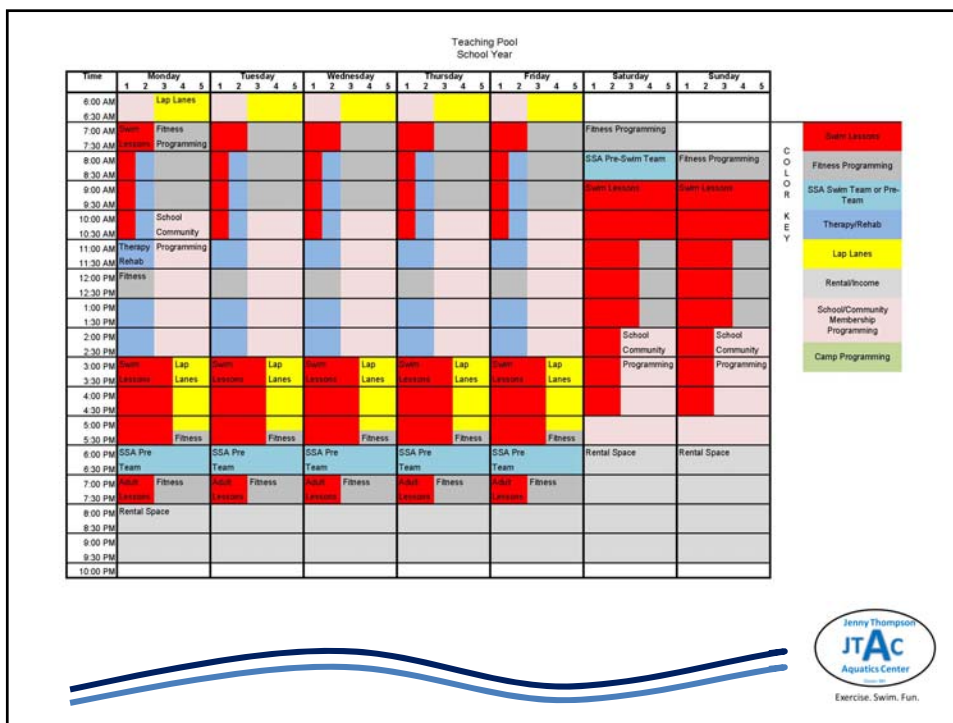 Teaching Pool
School Year
Time Monday Tuesday Wednesday Thursday Friday Saturday Sunday
1 2 3 4 5 1 2 3 4 5 1 2 3 4 5 1 2 3 4 5 1 2 3 4 5 1 2 3 4 5 1 2 3 4 5
6:00 AM Lap Lanes
6:30 AM
7:00 AM Swim Fitness Fitness Programming
7:30 AM Lessons Programming
8:00 AM SSA Pre-Swim Team Fitness Programming
8:30 AM
9:00 AM Swim Lessons Swim Lessons
9:30 AM
10:00 AM School
10:30 AM Community
11:00 AM Therapy Programming
11:30 AM Rehab
12:00 PM Fitness
12:30 PM
1:00 PM
1:30 PM
2:00 PM School School
2:30 PM Community Community
3:00 PM Swim Lap Swim Lap Swim Lap Swim Lap Swim Lap Programming Programming
3:30 PM Lessons Lanes Lessons Lanes Lessons Lanes Lessons Lanes Lessons Lanes
4:00 PM
4:30 PM
5:00 PM
5:30 PM Fitness Fitness Fitness Fitness Fitness
6:00 PM SSA Pre SSA Pre SSA Pre SSA Pre SSA Pre Rental Space Rental Space
6:30 PM Team Team Team Team Team
7:00 PM Adult Fitness Adult Fitness Adult Fitness Adult Fitness Adult Fitness
7:30 PM Lessons Lessons Lessons Lessons Lessons
8:00 PM Rental Space
8:30 PM
9:00 PM
9:30 PM
10:00 PM
COLOR KEY
Swim Lessons
Fitness Programming
SSA Swim Team or Pre-
Team
Therapy/Rehab
Lap Lanes
Rental/Income
School/Community
Membership
Programming
Camp Programming
Jenny Thompson
JTAC
Aquatics Center
Exercise. Swim. Fun.